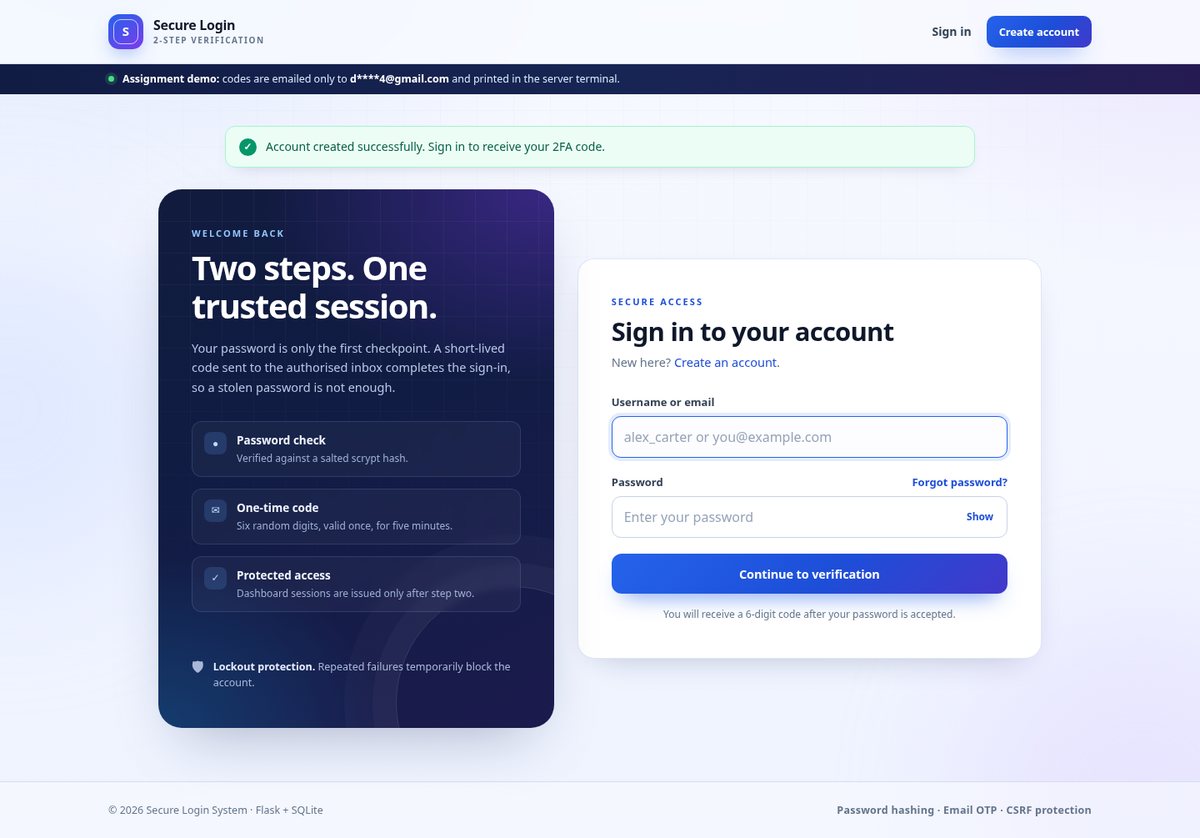 S
Secure Login
2-STEP VERIFICATION
Sign in
Create account
Assignment demo: codes are emailed only to d****4@gmail.com and printed in the server terminal.
✓ Account created successfully. Sign in to receive your 2FA code.
WELCOME BACK
Two steps. One
trusted session.
Your password is only the first checkpoint. A short-lived
code sent to the authorised inbox completes the sign-in,
so a stolen password is not enough.
Password check
Verified against a salted scrypt hash.
One-time code
Six random digits, valid once, for five minutes.
Protected access
Dashboard sessions are issued only after step two.
Lockout protection. Repeated failures temporarily block the
account.
SECURE ACCESS
Sign in to your account
New here? Create an account.
Username or email
alex_carter or you@example.com
Password
Forgot password?
Enter your password
Show
Continue to verification
You will receive a 6-digit code after your password is accepted.
© 2026 Secure Login System · Flask + SQLite
Password hashing · Email OTP · CSRF protection